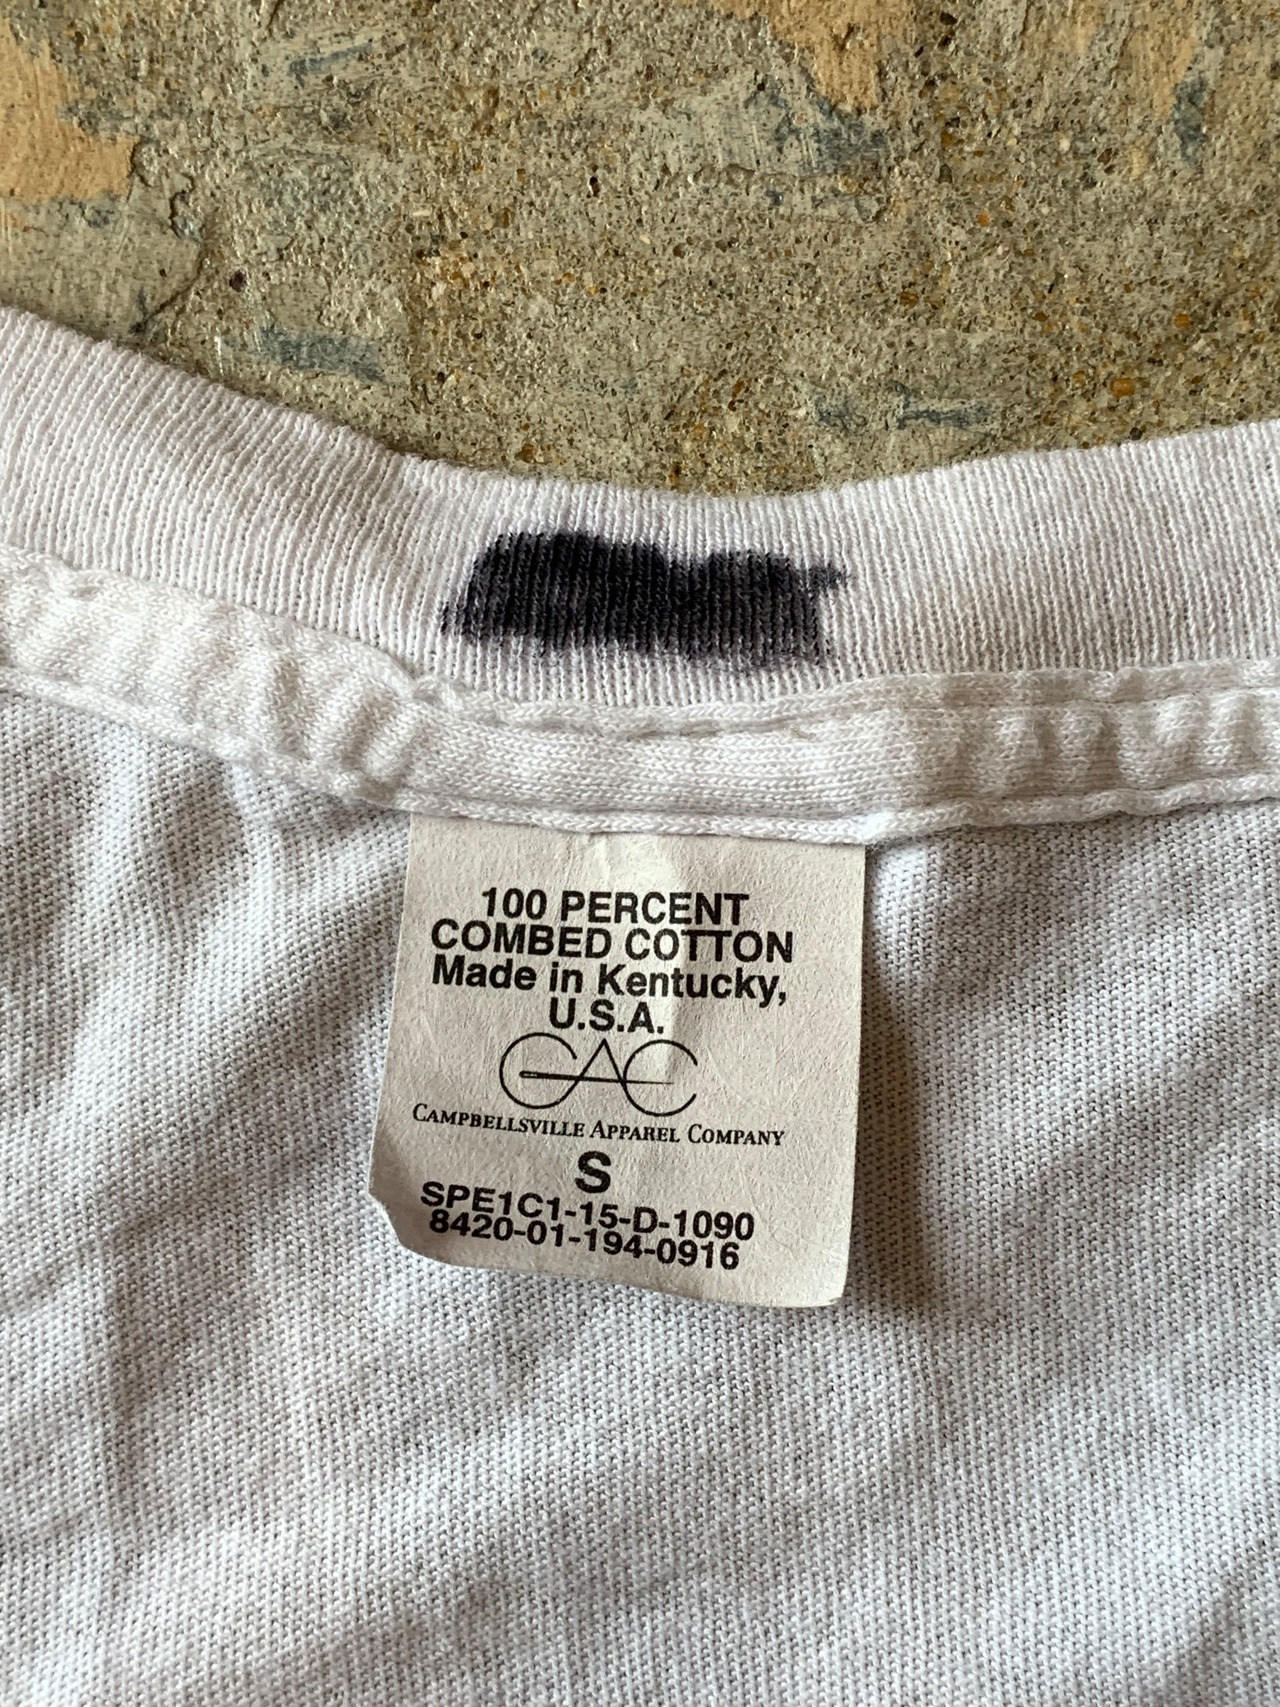 100 PERCENT
COMBED COTTON
Made in Kentucky,
U.S.A.
CAC
CAMPBELLSVILLE APPAREL COMPANY
S
SPE1C1-15-D-1090
8420-01-194-0916